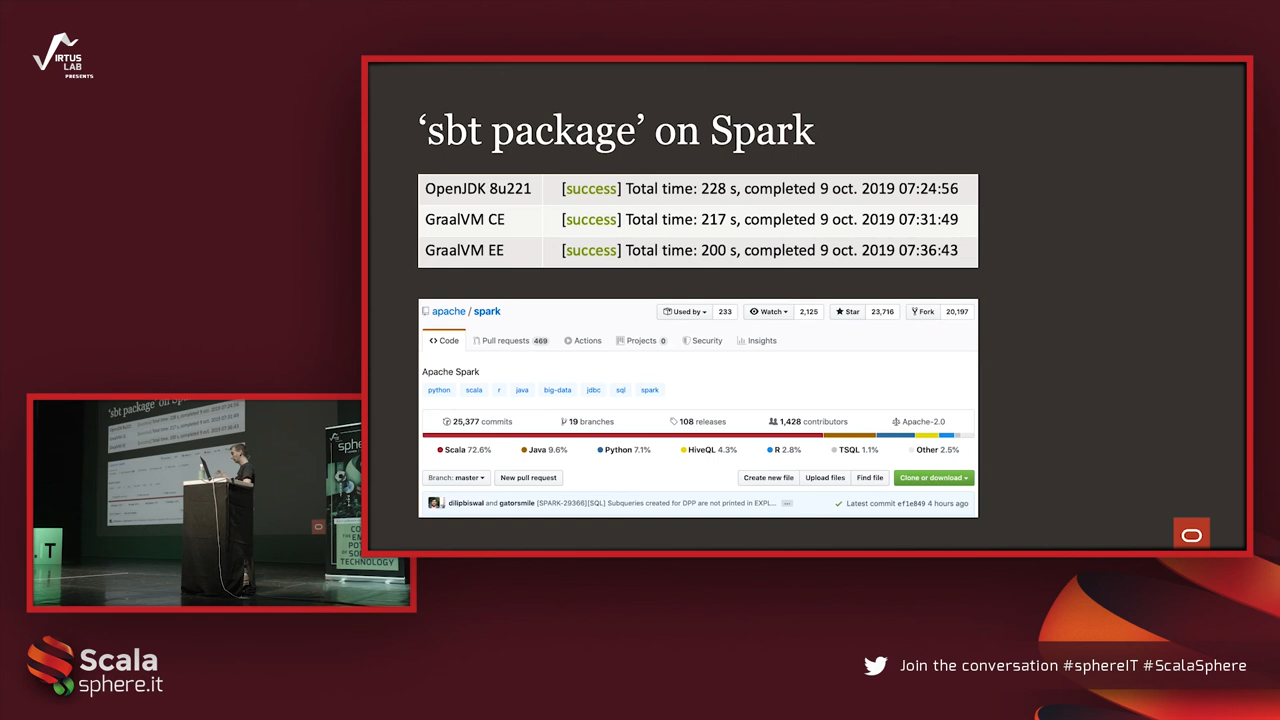 VIRTUS
LAB
PRESENTS
‘sbt package’ on Spark
OpenJDK 8u221 [success] Total time: 228 s, completed 9 oct. 2019 07:24:56
GraalVM CE [success] Total time: 217 s, completed 9 oct. 2019 07:31:49
GraalVM EE [success] Total time: 200 s, completed 9 oct. 2019 07:36:43
apache / spark Used by 233 Watch 2,125 Star 23,716 Fork 20,197
Code Pull requests 469 Actions Projects 0 Security Insights
Apache Spark
python scala r java big-data jdbc sql spark
25,377 commits 19 branches 108 releases 1,428 contributors Apache-2.0
Scala 72.6% Java 9.6% Python 7.1% HiveQL 4.3% R 2.8% TSQL 1.1% Other 2.5%
Branch: master New pull request Create new file Upload files Find file Clone or download
dilipbiswal and gatorsmile [SPARK-29366][SQL] Subqueries created for DPP are not printed in EXPL... Latest commit ef1e849 4 hours ago
‘sbt package’ on Sp
.IT
TECHNOLOGY
Scala
sphere.it
Join the conversation #sphereIT #ScalaSphere